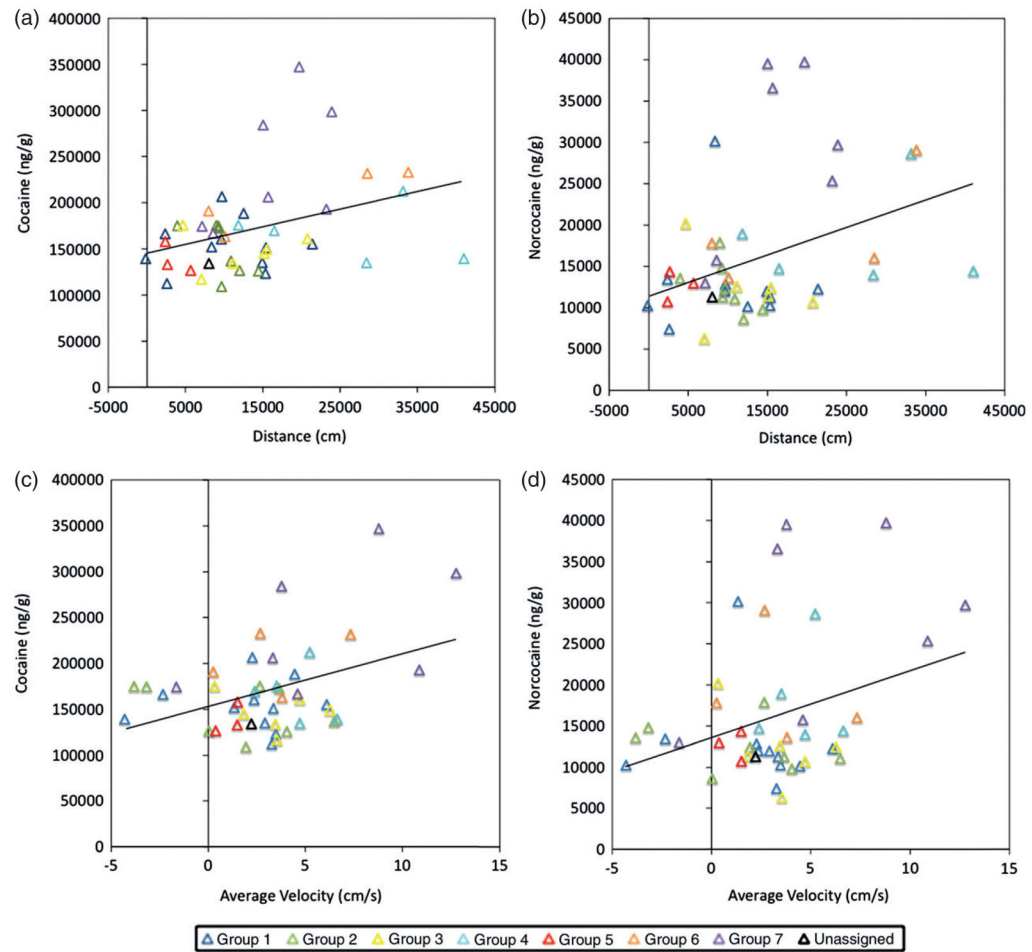 (a)
400000
350000
300000
250000
200000
150000
100000
50000
0
Cocaine (ng/g)
-5000 5000 15000 25000 35000 45000
Distance (cm)
(b)
45000
40000
35000
30000
25000
20000
15000
10000
5000
0
Norcocaine (ng/g)
-5000 5000 15000 25000 35000 45000
Distance (cm)
(c)
400000
350000
300000
250000
200000
150000
100000
50000
0
Cocaine (ng/g)
-5 0 5 10 15
Average Velocity (cm/s)
(d)
45000
40000
35000
30000
25000
20000
15000
10000
5000
0
Norcocaine (ng/g)
-5 0 5 10 15
Average Velocity (cm/s)
Group 1 Group 2 Group 3 Group 4 Group 5 Group 6 Group 7 Unassigned